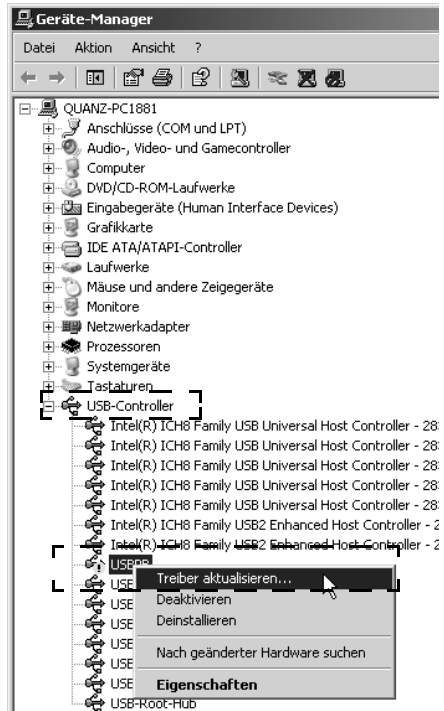 Geräte-Manager
Datei Aktion Ansicht ?
QUANZ-PC1881
Anschlüsse (COM und LPT)
Audio-, Video- und Gamecontroller
Computer
DVD/CD-ROM-Laufwerke
Eingabegeräte (Human Interface Devices)
Grafikkarte
IDE ATA/ATAPI-Controller
Laufwerke
Mäuse und andere Zeigegeräte
Monitore
Netzwerkadapter
Prozessoren
Systemgeräte
Tastaturen
USB-Controller
Intel(R) ICH8 Family USB Universal Host Controller - 28
Intel(R) ICH8 Family USB Universal Host Controller - 28
Intel(R) ICH8 Family USB Universal Host Controller - 28
Intel(R) ICH8 Family USB Universal Host Controller - 28
Intel(R) ICH8 Family USB Universal Host Controller - 28
Intel(R) ICH8 Family USB2 Enhanced Host Controller - 2
Intel(R) ICH8 Family USB2 Enhanced Host Controller - 2
Treiber aktualisieren...
USE
Deaktivieren
USE
Deinstallieren
USE
USE
Nach geänderter Hardware suchen
USE
Eigenschaften
USB-Root-Hub